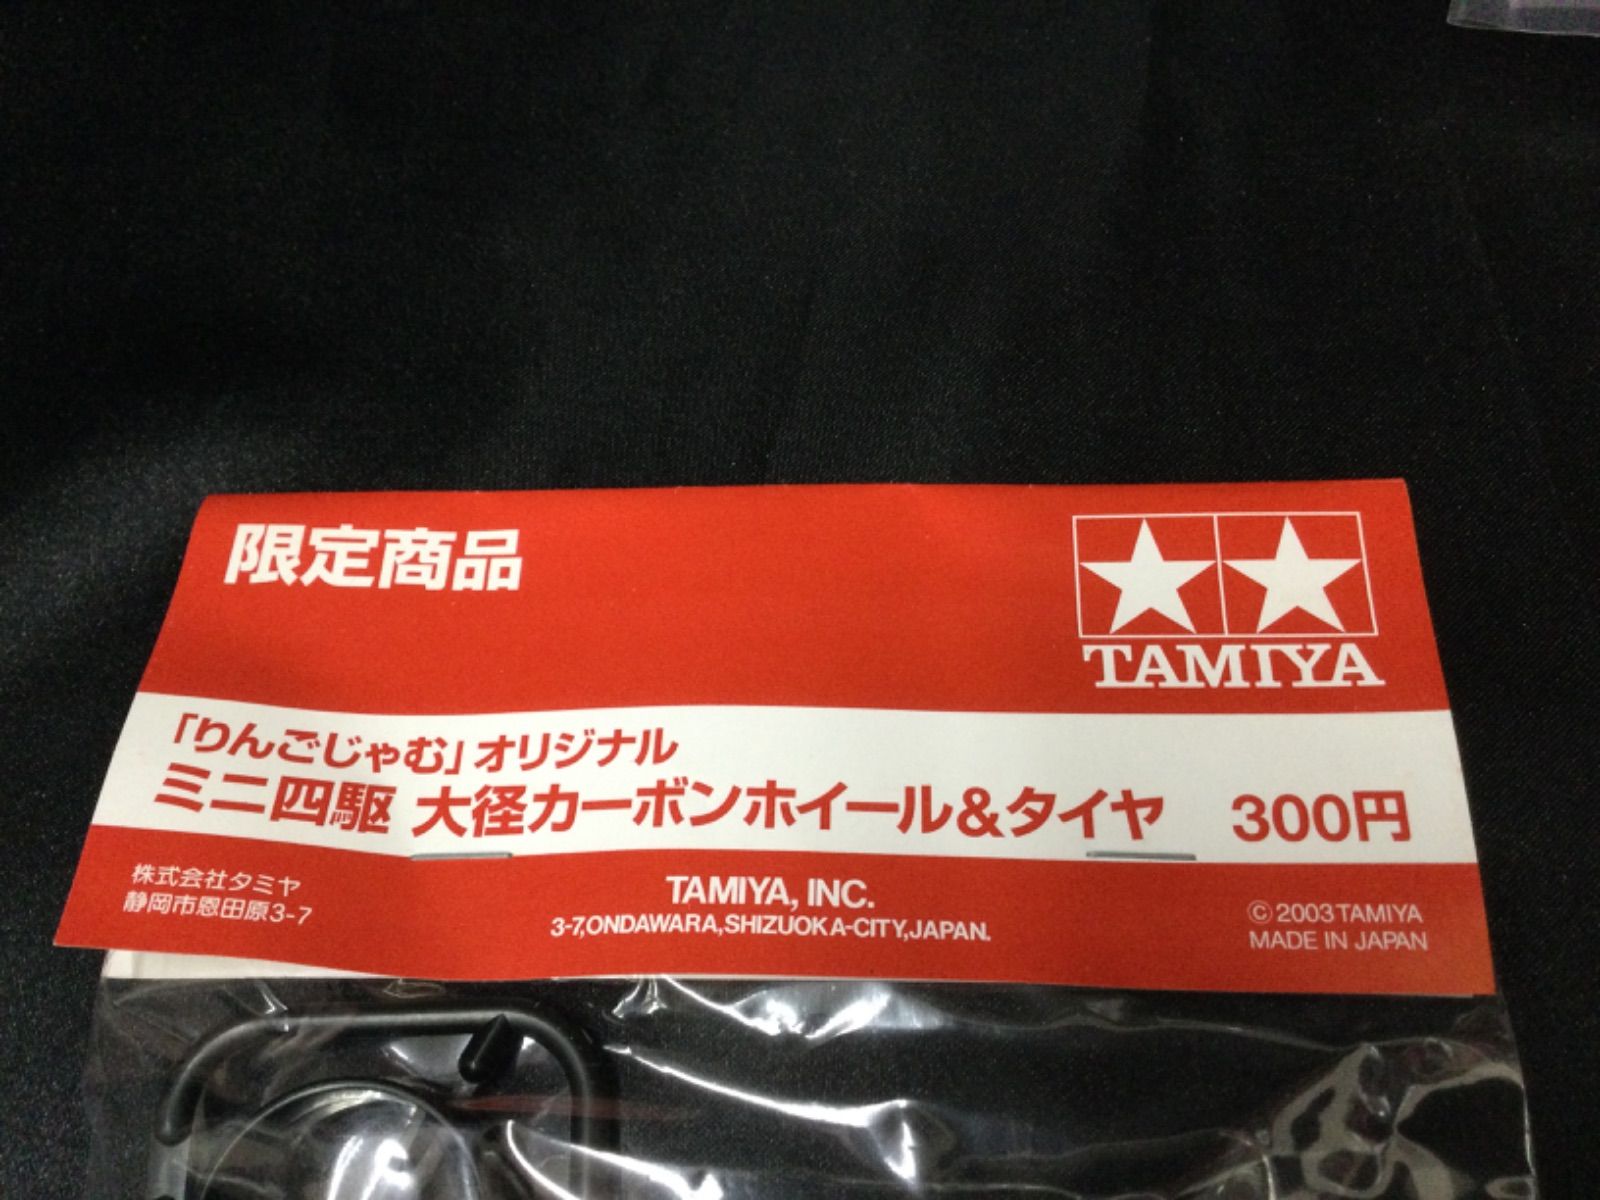 限定商品
TAMIYA
「りんごじゃむ」オリジナル
ミニ四駆 大径カーボンホイール&タイヤ 300円
株式会社タミヤ
静岡市恩田原3-7
TAMIYA, INC.
3-7,ONDAWARA,SHIZUOKA-CITY,JAPAN.
© 2003 TAMIYA
MADE IN JAPAN